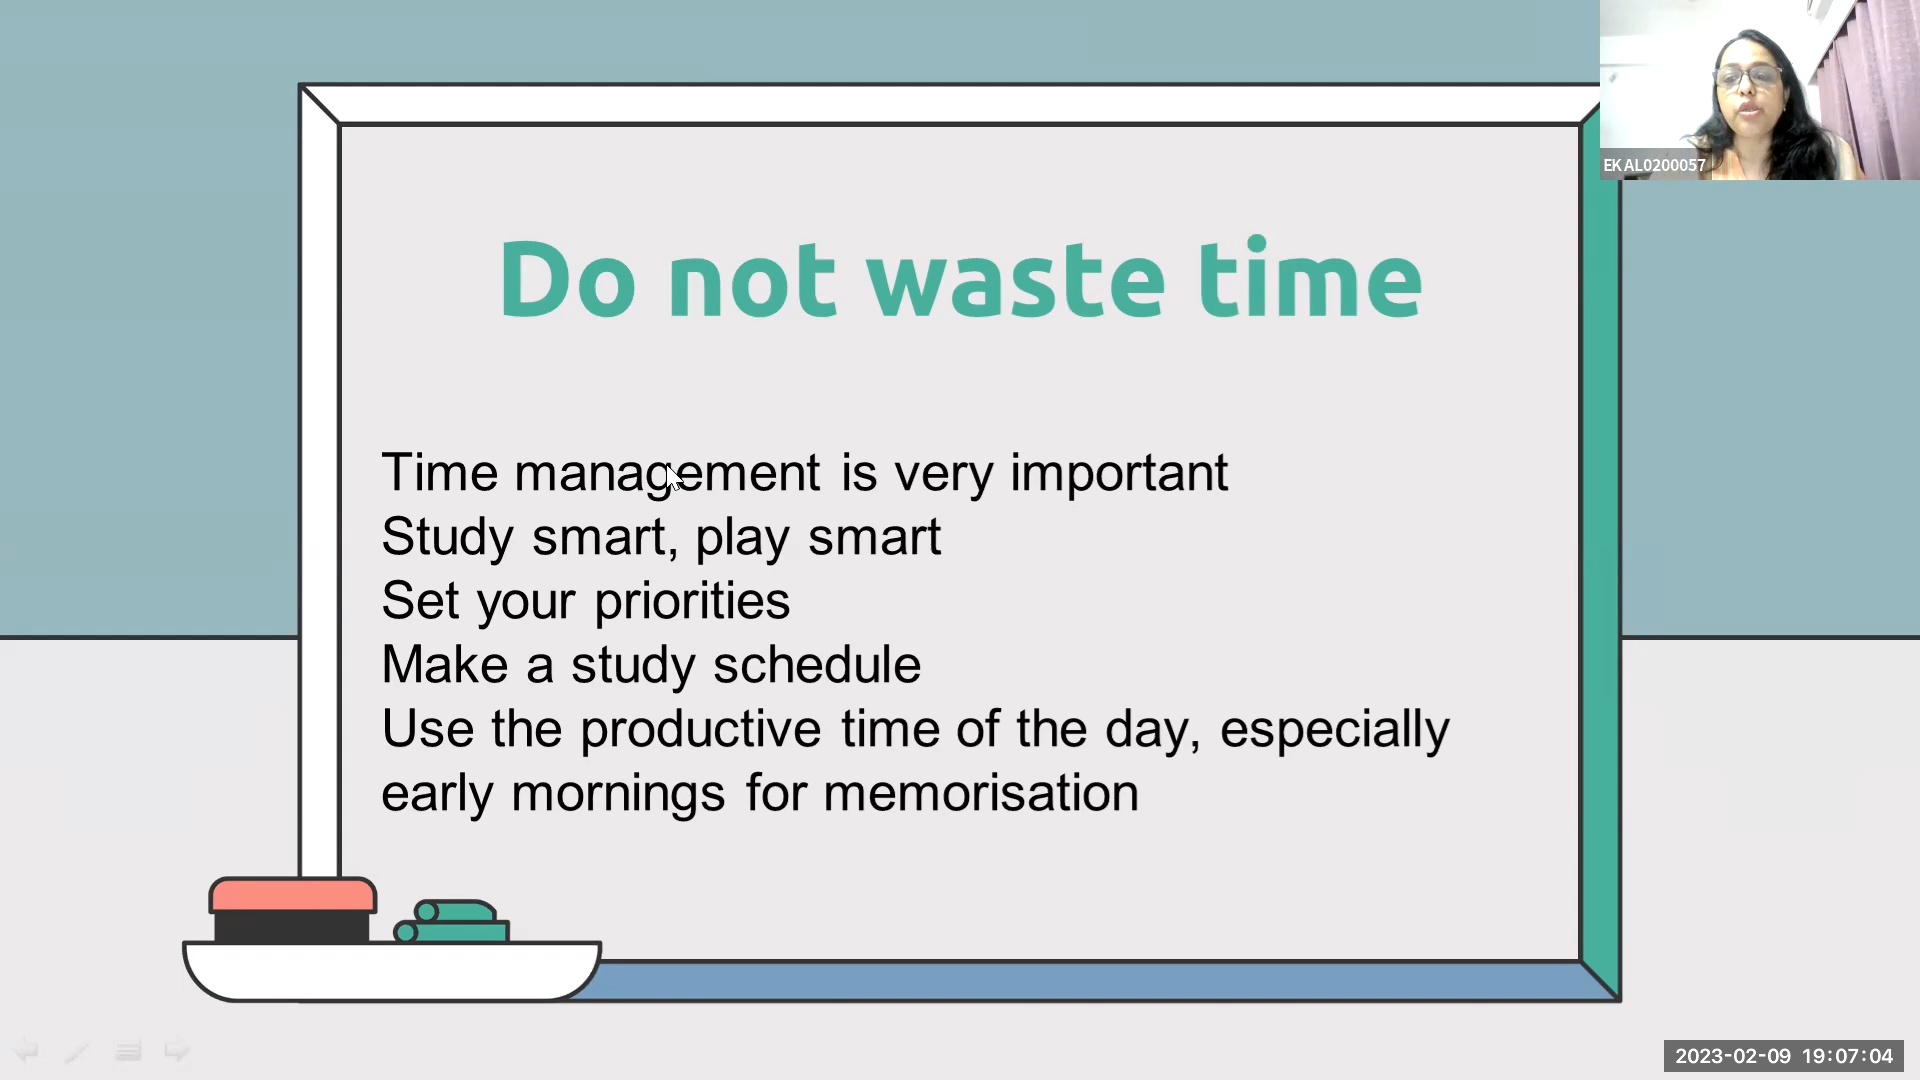 EKAL0200057
Do not waste time
Time management is very important
Study smart, play smart
Set your priorities
Make a study schedule
Use the productive time of the day, especially
early mornings for memorisation
2023-02-09 19:07:04